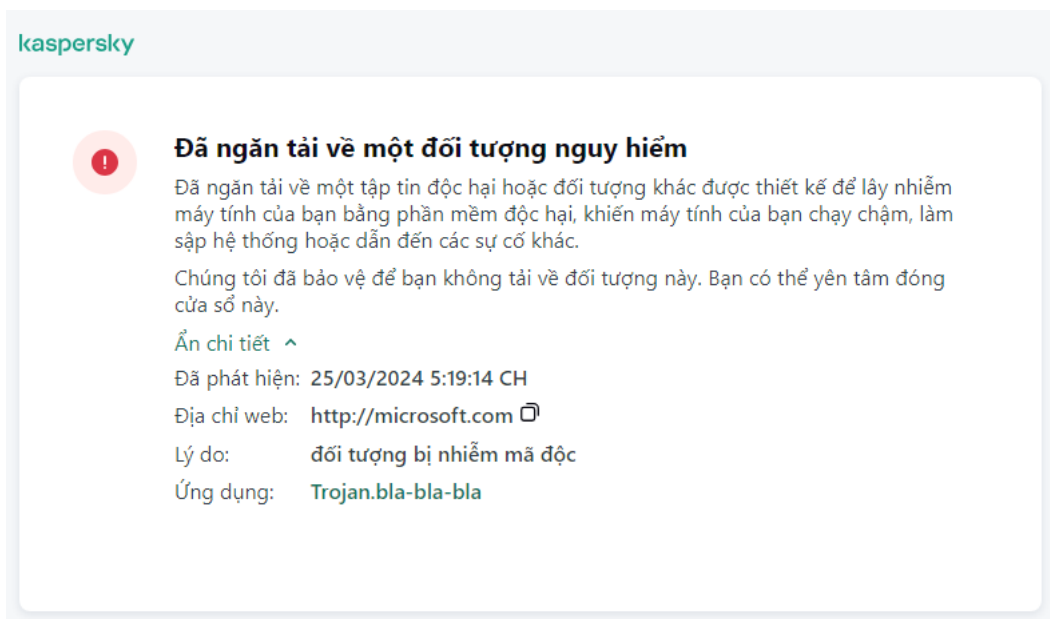 kaspersky
Đã ngăn tải về một đối tượng nguy hiểm
Đã ngăn tải về một tập tin độc hại hoặc đối tượng khác được thiết kế để lây nhiễm
máy tính của bạn bằng phần mềm độc hại, khiến máy tính của bạn chạy chậm, làm
sập hệ thống hoặc dẫn đến các sự cố khác.
Chúng tôi đã bảo vệ để bạn không tải về đối tượng này. Bạn có thể yên tâm đóng
cửa sổ này.
Ẩn chi tiết
Đã phát hiện: 25/03/2024 5:19:14 CH
Địa chỉ web: http://microsoft.com
Lý do: đối tượng bị nhiễm mã độc
Ứng dụng: Trojan.bla-bla-bla